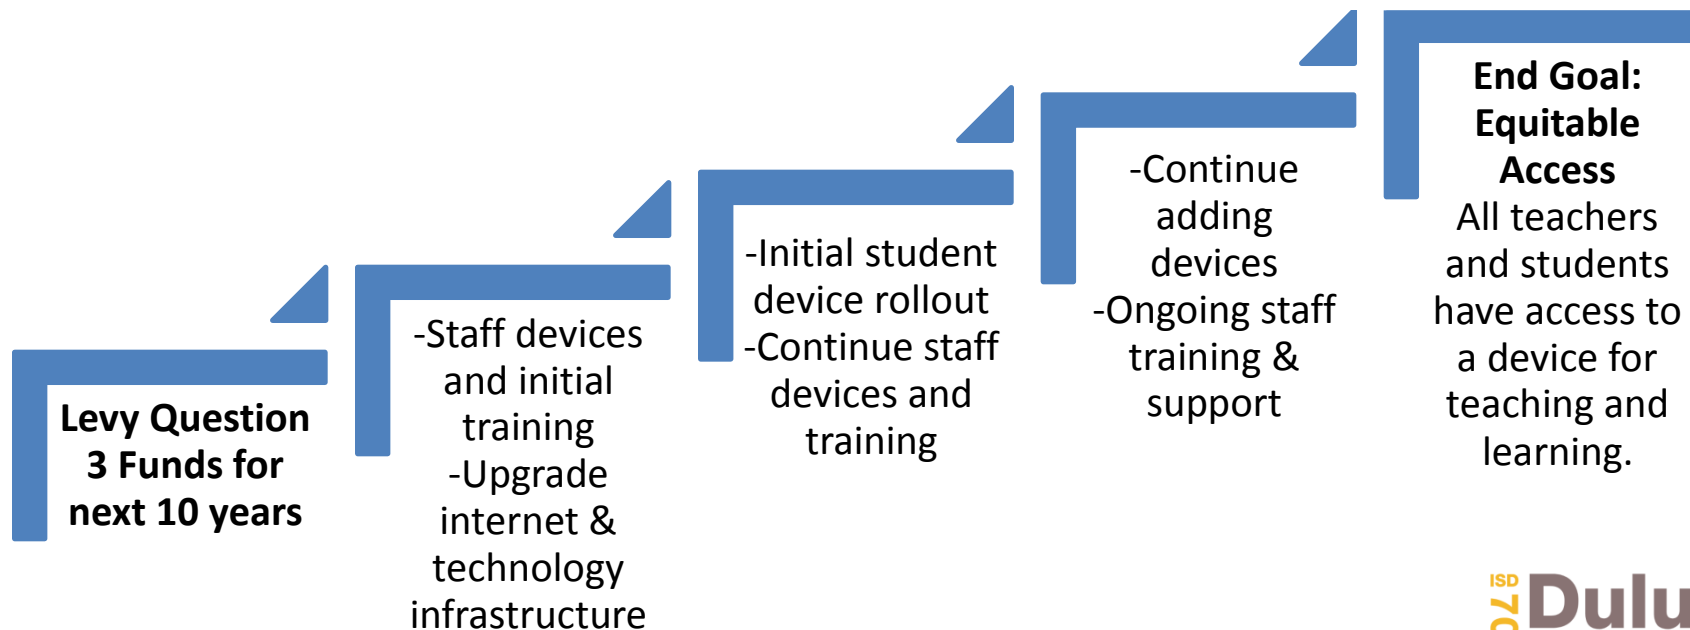 Levy Question
3 Funds for
next 10 years
-Staff devices
and initial
training
-Upgrade
internet &
technology
infrastructure
-Initial student
device rollout
-Continue staff
devices and
training
-Continue
adding
devices
-Ongoing staff
training &
support
End Goal:
Equitable
Access
All teachers
and students
have access to
a device for
teaching and
learning.
ISD
Dulu